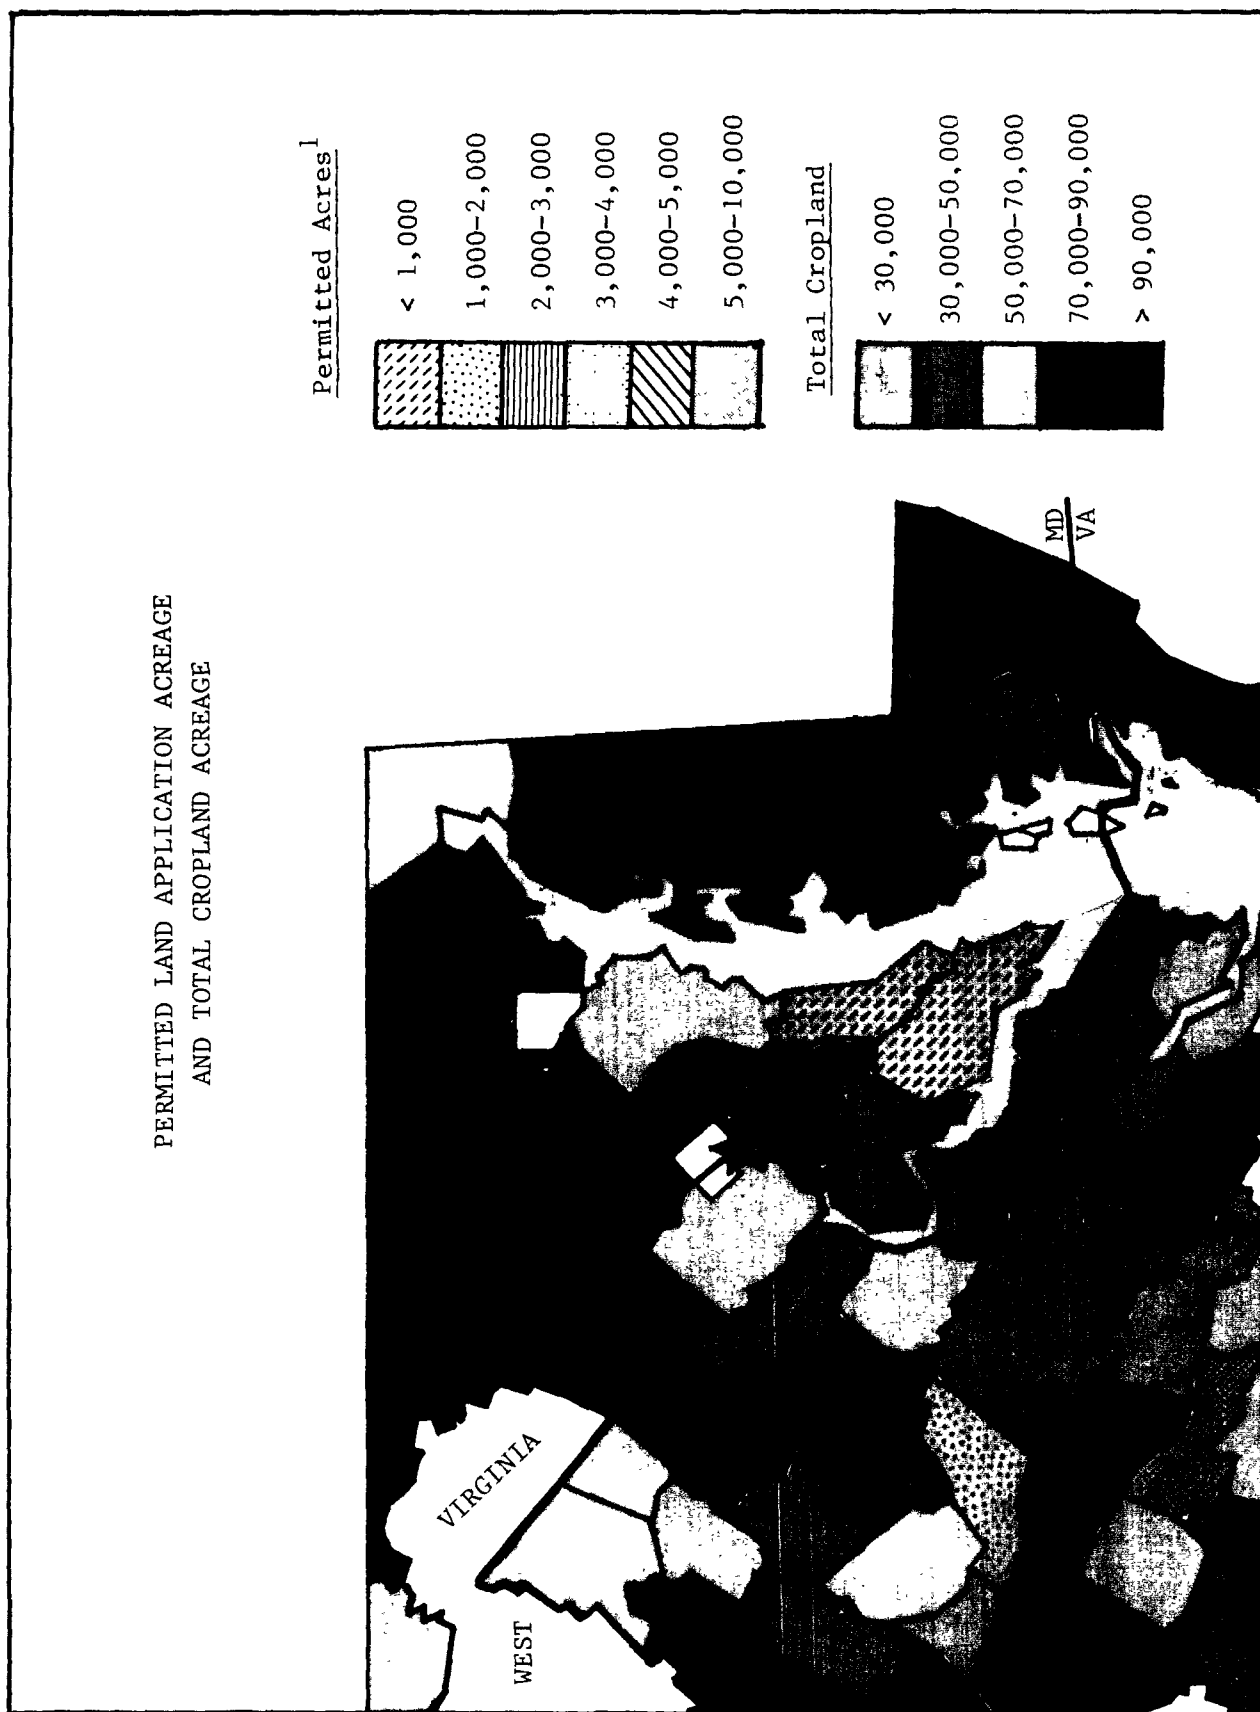 PERMITTED LAND APPLICATION ACREAGE
AND TOTAL CROPLAND ACREAGE
Permitted Acres1
< 1,000
1,000-2,000
2,000-3,000
3,000-4,000
4,000-5,000
5,000-10,000
Total Cropland
< 30,000
30,000-50,000
50,000-70,000
70,000-90,000
> 90,000
MD
VA
WEST VIRGINIA